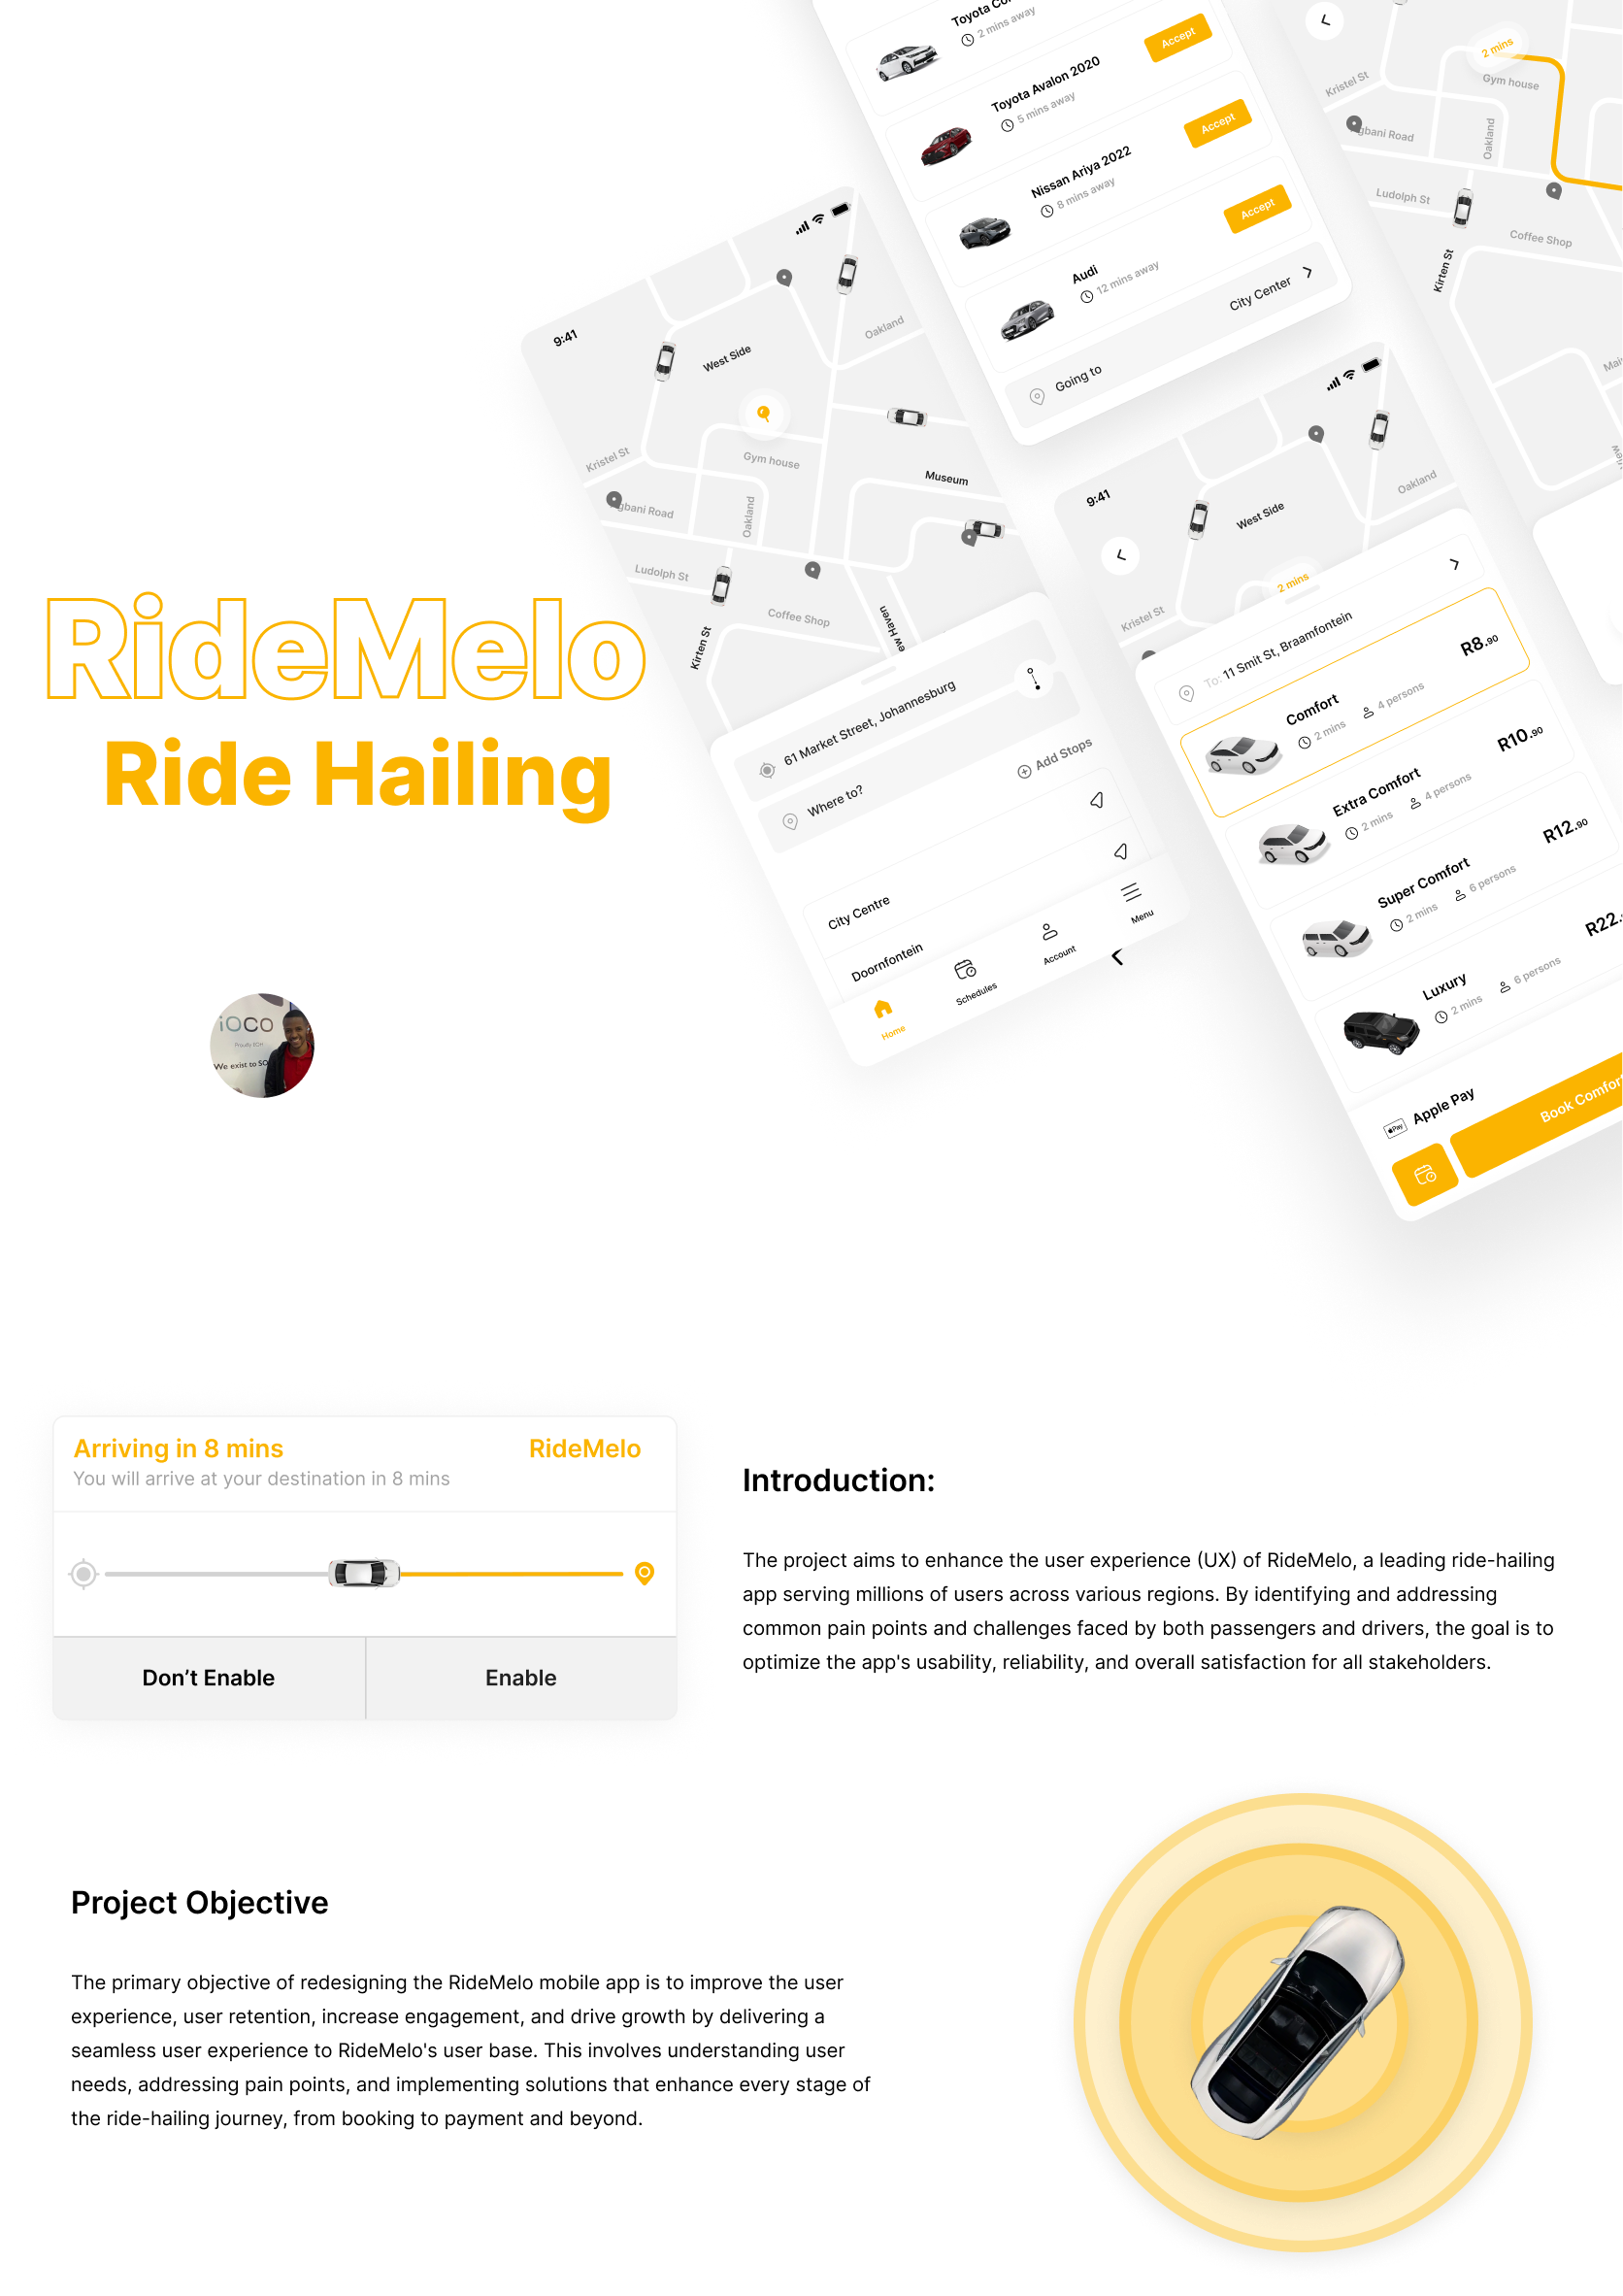 Toyota
2 mins away
Accept
Toyota Avalon 2020
5 mins away
Accept
Nissan Ariya 2022
8 mins away
Accept
Audi
12 mins away
Going to
City Center
2 mins
Gym house
Kristel St
Oakland
Ludolph St
Coffee Shop
Kirten St
9:41
West Side
Oakland
Kristel St
Gym house
Museum
Oakland
Ludolph St
Coffee Shop
Kirten St
61 Market Street, Johannesburg
Where to?
Add Stops
City Centre
Doornfontein
Home
Schedules
Account
Menu
9:41
West Side
Oakland
2 mins
Kristel St
To: 11 Smit St, Braamfontein
Comfort
2 mins
4 persons
R8.90
Extra Comfort
2 mins
4 persons
R10.90
Super Comfort
2 mins
6 persons
R12.90
Luxury
2 mins
6 persons
R22.
Pay
Apple Pay
Book
RideMelo
Ride Hailing
iOCO
We exist to
Arriving in 8 mins
RideMelo
You will arrive at your destination in 8 mins
Don’t Enable
Enable
Introduction:
The project aims to enhance the user experience (UX) of RideMelo, a leading ride-hailing
app serving millions of users across various regions. By identifying and addressing
common pain points and challenges faced by both passengers and drivers, the goal is to
optimize the app's usability, reliability, and overall satisfaction for all stakeholders.
Project Objective
The primary objective of redesigning the RideMelo mobile app is to improve the user
experience, user retention, increase engagement, and drive growth by delivering a
seamless user experience to RideMelo's user base. This involves understanding user
needs, addressing pain points, and implementing solutions that enhance every stage of
the ride-hailing journey, from booking to payment and beyond.